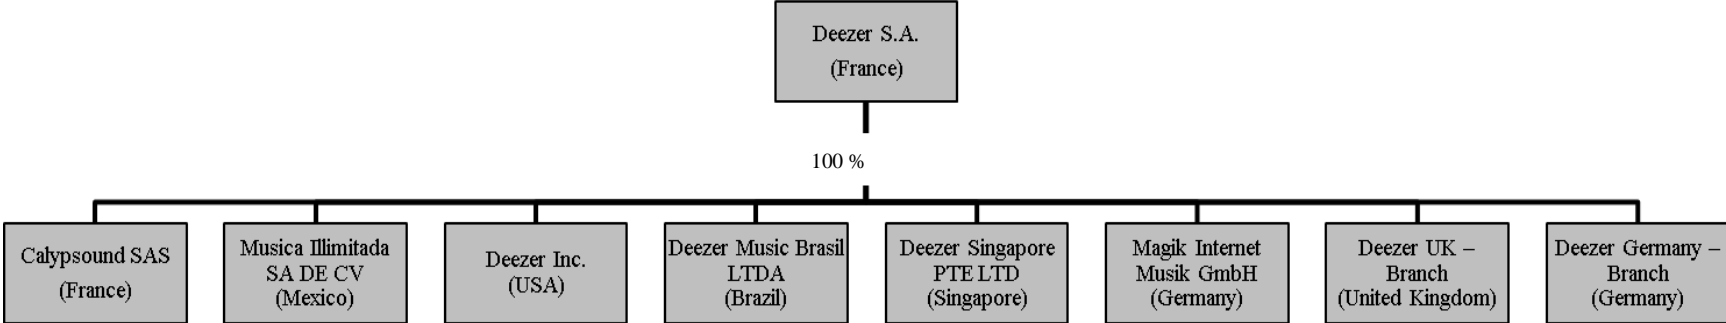 Deezer S.A.
(France)
100 %
Calypsound SAS
(France)
Musica Illimitada
SA DE CV
(Mexico)
Deezer Inc.
(USA)
Deezer Music Brasil
LTDA
(Brazil)
Deezer Singapore
PTE LTD
(Singapore)
Magik Internet
Musik GmbH
(Germany)
Deezer UK –
Branch
(United Kingdom)
Deezer Germany –
Branch
(Germany)